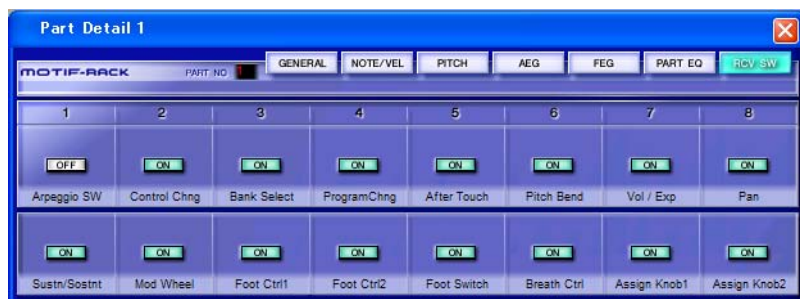 Part Detail 1
MOTIF-RACK PART NO 1 GENERAL NOTE/VEL PITCH AEG FEG PART EQ RCV SW
1 2 3 4 5 6 7 8
OFF ON ON ON ON ON ON ON
Arpeggio SW Control Chng Bank Select ProgramChng After Touch Pitch Bend Vol / Exp Pan
ON ON ON ON ON ON ON ON
Sustn/Sostnt Mod Wheel Foot Ctrl1 Foot Ctrl2 Foot Switch Breath Ctrl Assign Knob1 Assign Knob2